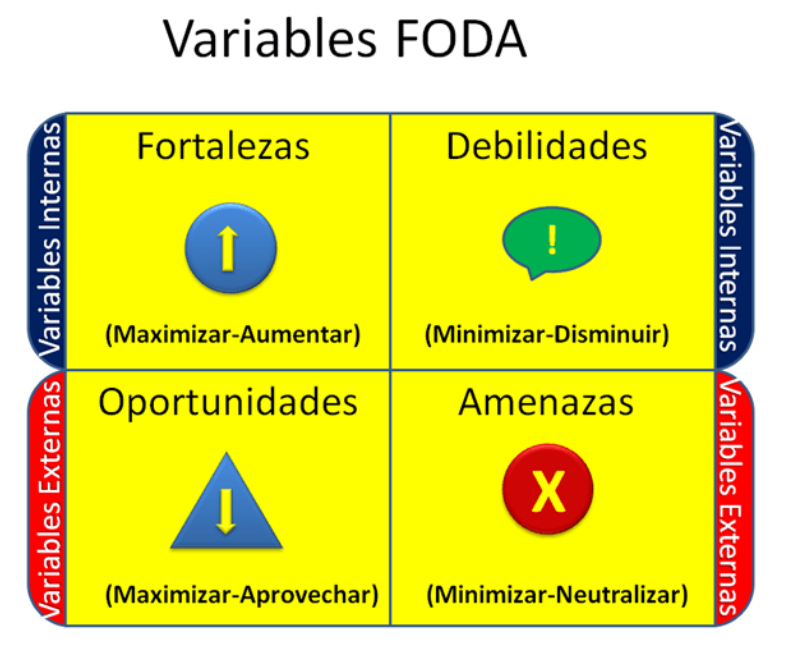 Variables FODA
Variables Internas
Fortalezas
Debilidades
Variables Internas
!
(Maximizar-Aumentar)
(Minimizar-Disminuir)
Variables Externas
Oportunidades
Amenazas
Variables Externas
X
(Maximizar-Aprovechar)
(Minimizar-Neutralizar)